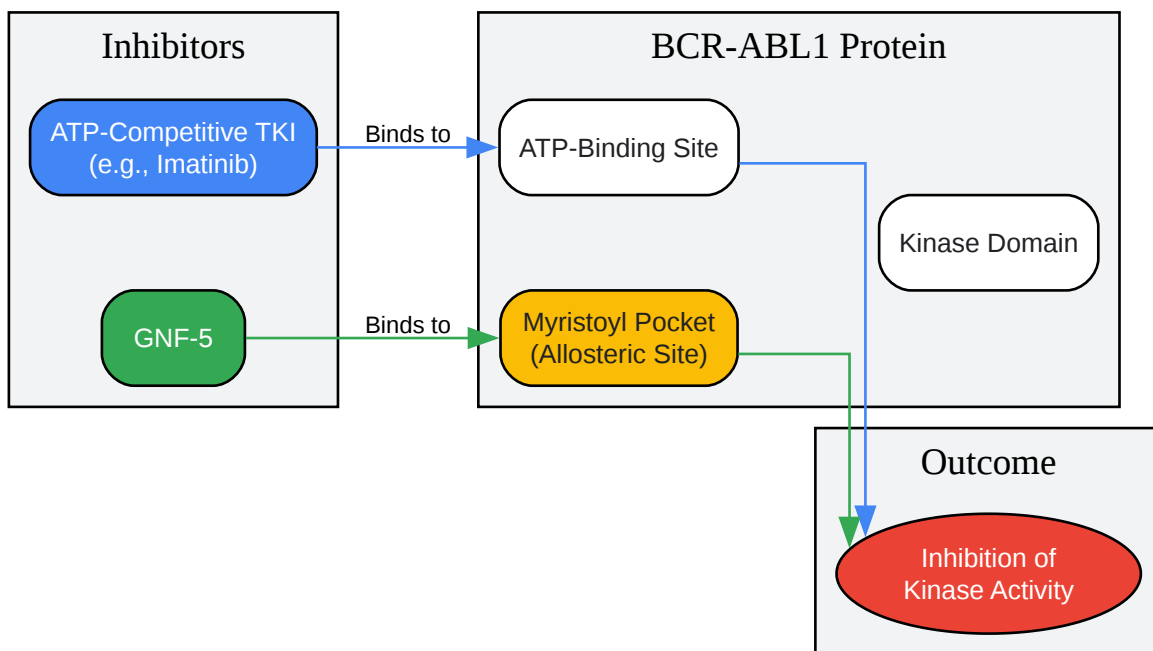 Inhibitors
ATP-Competitive TKI
(e.g., Imatinib)
GNF-5
Binds to
Binds to
BCR-ABL1 Protein
ATP-Binding Site
Kinase Domain
Myristoyl Pocket
(Allosteric Site)
Outcome
Inhibition of
Kinase Activity